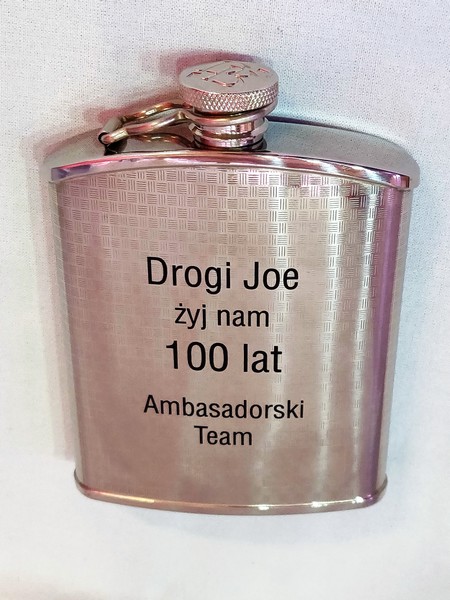 Drogi Joe
żyj nam
100 lat
Ambasadorski
Team